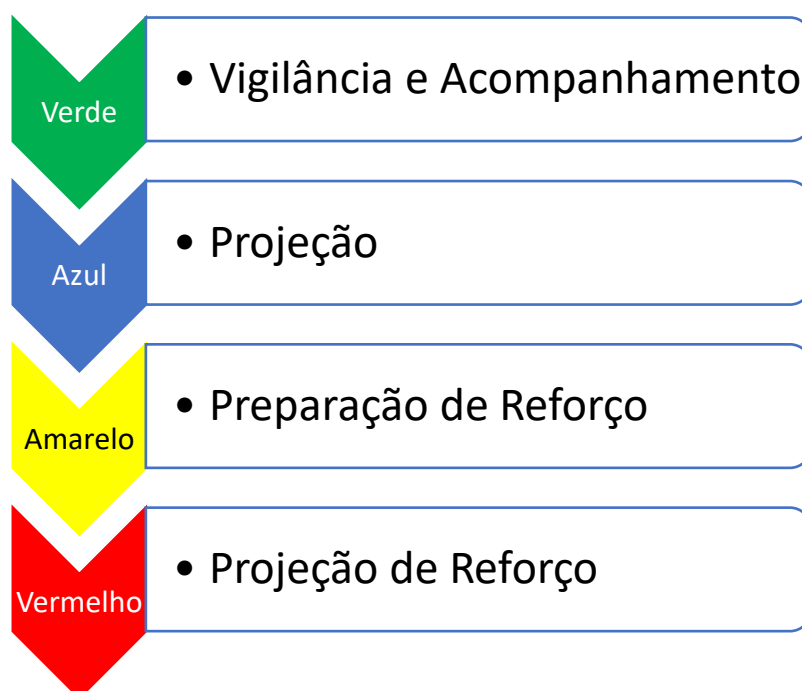 Verde
• Vigilância e Acompanhamento
Azul
• Projeção
Amarelo
• Preparação de Reforço
Vermelho
• Projeção de Reforço